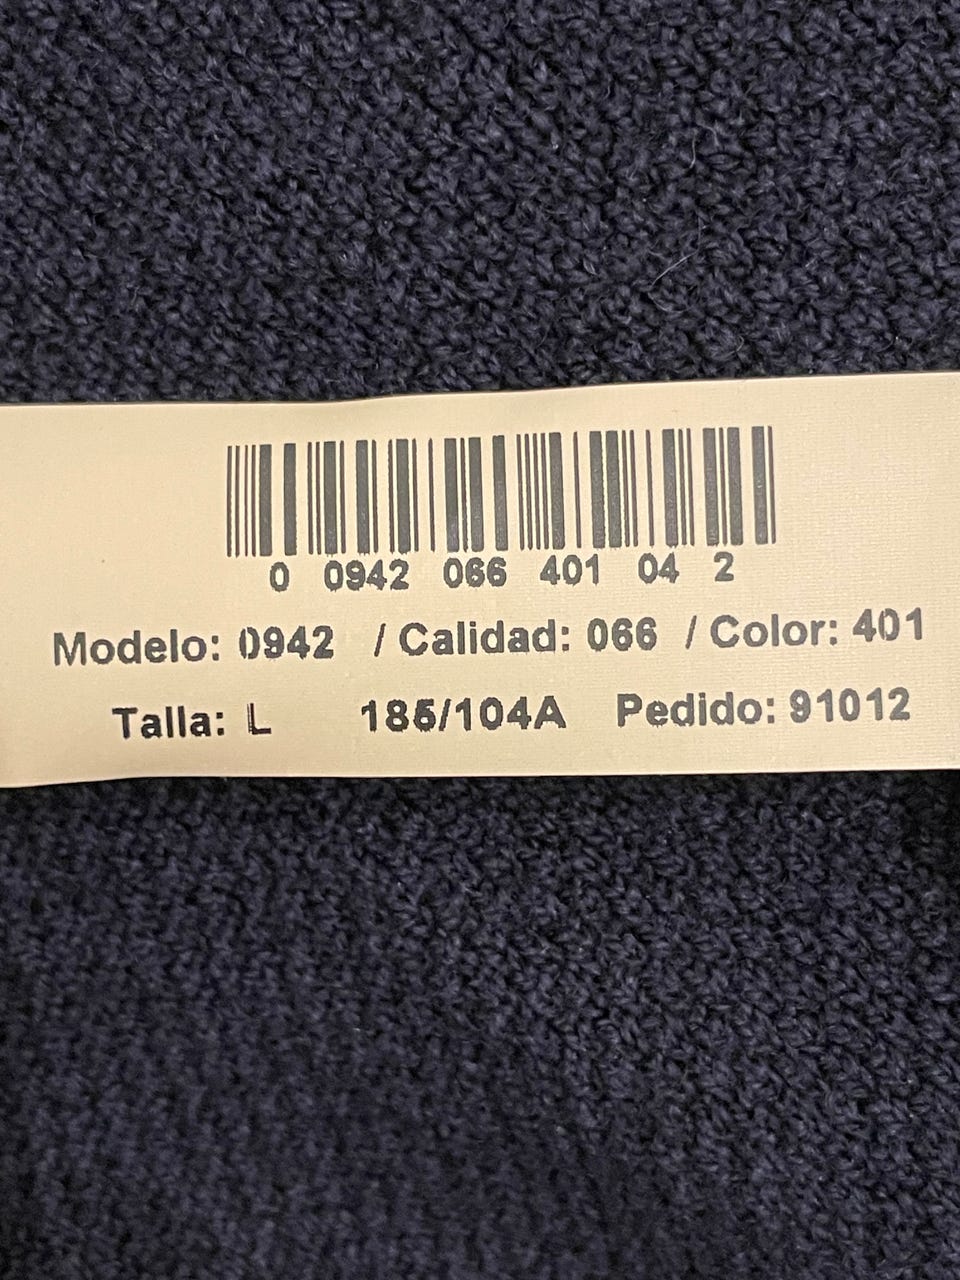 0 0942 066 401 04 2
Modelo: 0942 / Calidad: 066 / Color: 401
Talla: L 185/104A Pedido: 91012